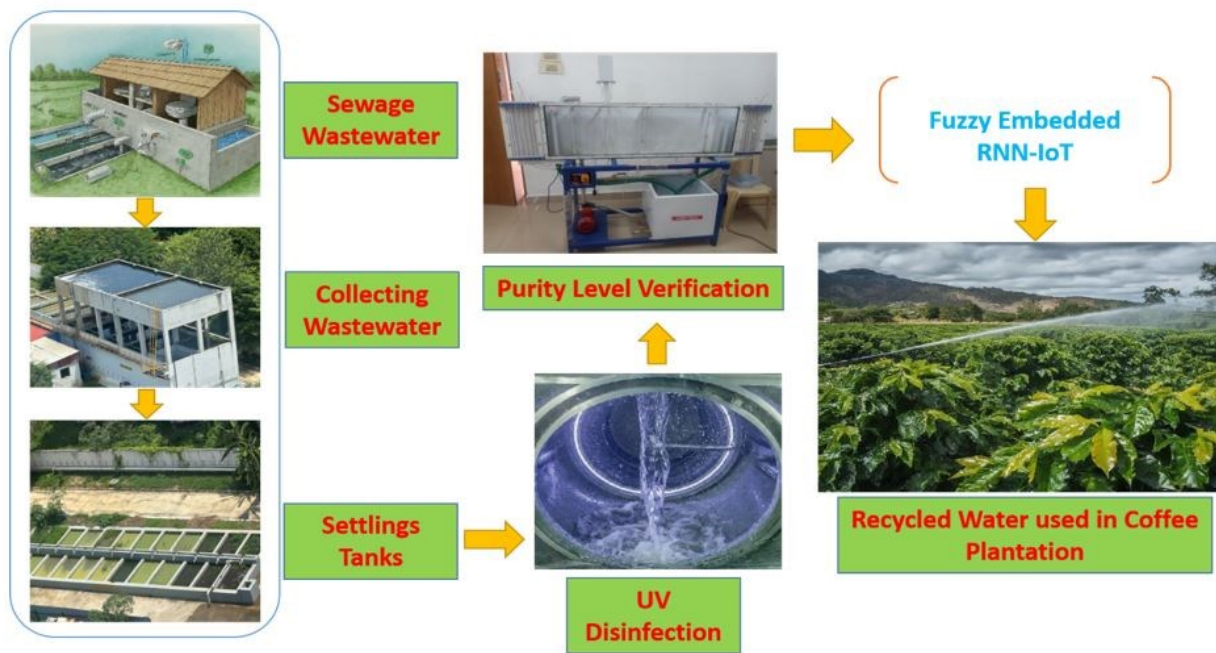 Sewage
Wastewater
Collecting
Wastewater
Settlings
Tanks
UV
Disinfection
Purity Level Verification
Fuzzy Embedded
RNN-IoT
Recycled Water used in Coffee
Plantation